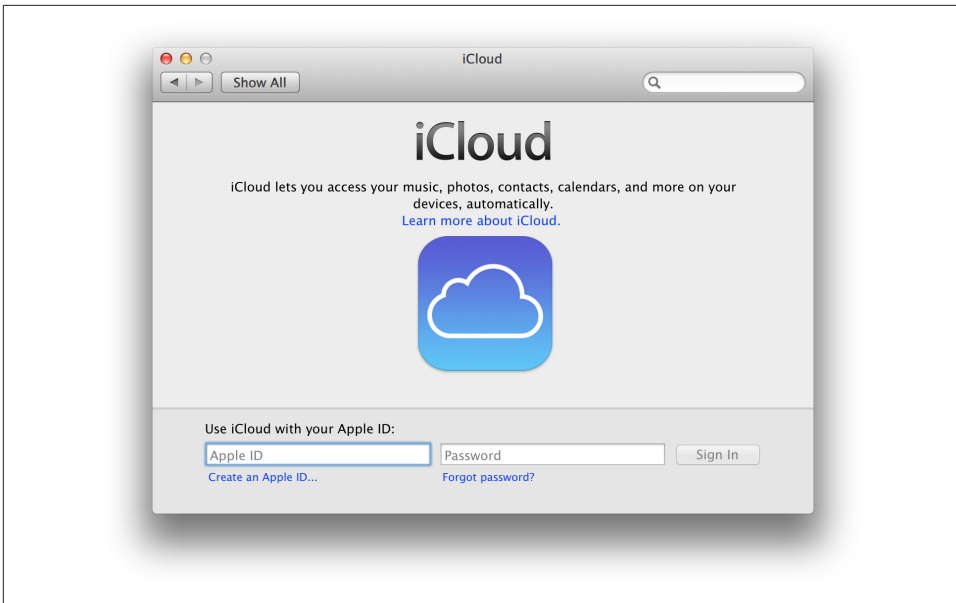 iCloud
Show All
iCloud
iCloud lets you access your music, photos, contacts, calendars, and more on your
devices, automatically.
Learn more about iCloud.
Use iCloud with your Apple ID:
Apple ID Password Sign In
Create an Apple ID... Forgot password?